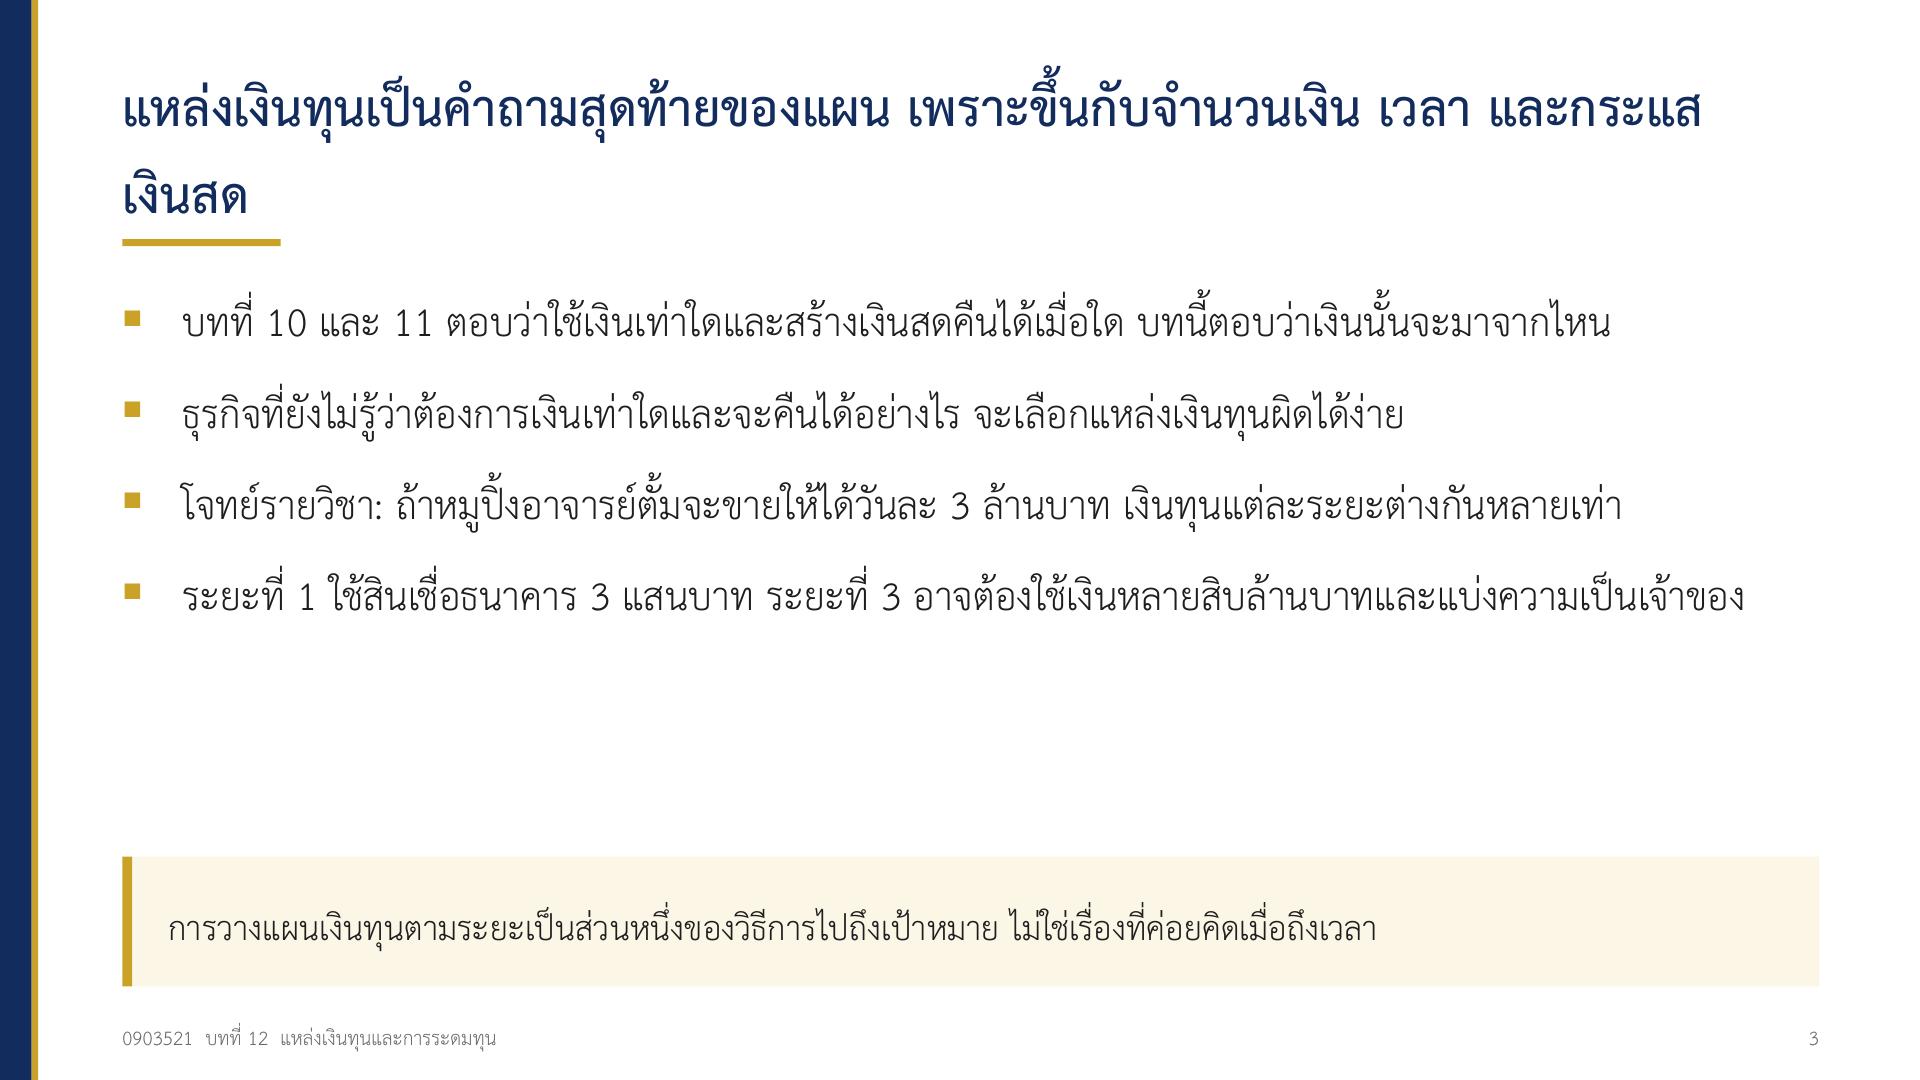 แหล่งเงินทุนเป็นคำถามสุดท้ายของแผน เพราะขึ้นกับจำนวนเงิน เวลา และกระแส
เงินสด
บทที่ 10 และ 11 ตอบว่าใช้เงินเท่าใดและสร้างเงินสดคืนได้เมื่อใด บทนี้ตอบว่าเงินนั้นจะมาจากไหน
ธุรกิจที่ยังไม่รู้ว่าต้องการเงินเท่าใดและจะคืนได้อย่างไร จะเลือกแหล่งเงินทุนผิดได้ง่าย
โจทย์รายวิชา: ถ้าหมูปิ้งอาจารย์ตั้มจะขายให้ได้วันละ 3 ล้านบาท เงินทุนแต่ละระยะต่างกันหลายเท่า
ระยะที่ 1 ใช้สินเชื่อธนาคาร 3 แสนบาท ระยะที่ 3 อาจต้องใช้เงินหลายสิบล้านบาทและแบ่งความเป็นเจ้าของ
การวางแผนเงินทุนตามระยะเป็นส่วนหนึ่งของวิธีการไปถึงเป้าหมาย ไม่ใช่เรื่องที่ค่อยคิดเมื่อถึงเวลา
0903521 บทที่ 12 แหล่งเงินทุนและการระดมทุน
3